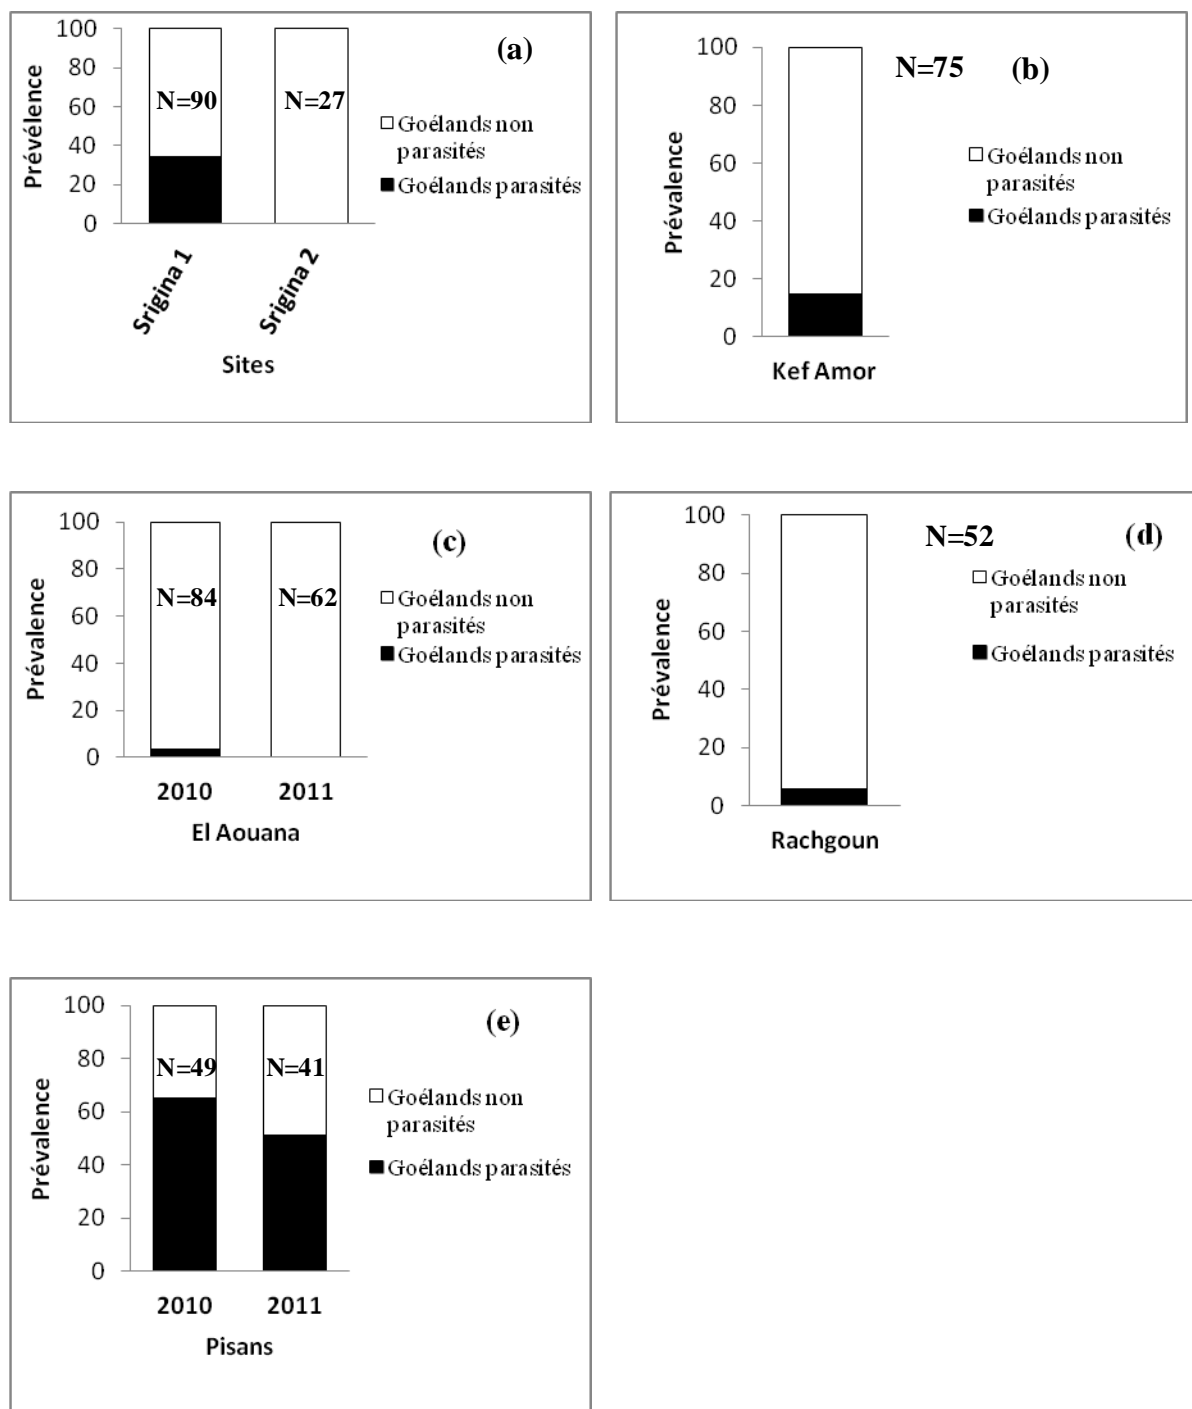 100
80
60
40
20
0
Prévélence
N=90
N=27
(a)
Goélands non
parasités
Goélands parasités
Srigina 1
Srigina 2
Sites
100
80
60
40
20
0
Prévalence
N=75
(b)
Goélands non
parasités
Goélands parasités
Kef Amor
100
80
60
40
20
0
Prévalence
N=84
N=62
(c)
Goélands non
parasités
Goélands parasités
2010
2011
El Aouana
100
80
60
40
20
0
Prévalence
N=52
(d)
Goélands non
parasités
Goélands parasités
Rachgoun
100
80
60
40
20
0
Prévalence
N=49
N=41
(e)
Goélands non
parasités
Goélands parasités
2010
2011
Pisans